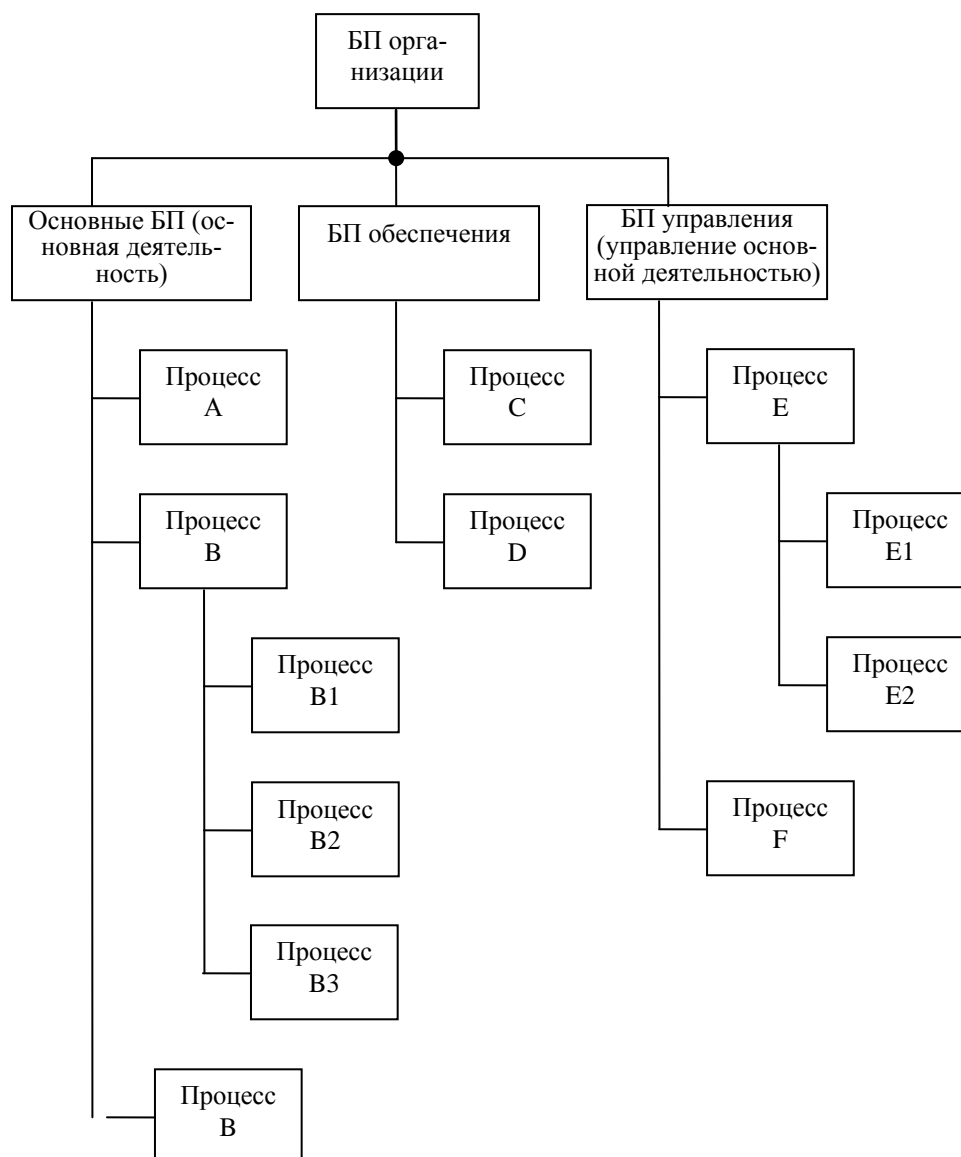 БП орга-
низации
Основные БП (ос-
новная деятель-
ность)
БП обеспечения
БП управления
(управление основ-
ной деятельностью)
Процесс
A
Процесс
C
Процесс
E
Процесс
B
Процесс
D
Процесс
E1
Процесс
B1
Процесс
E2
Процесс
B2
Процесс
F
Процесс
B3
Процесс
B